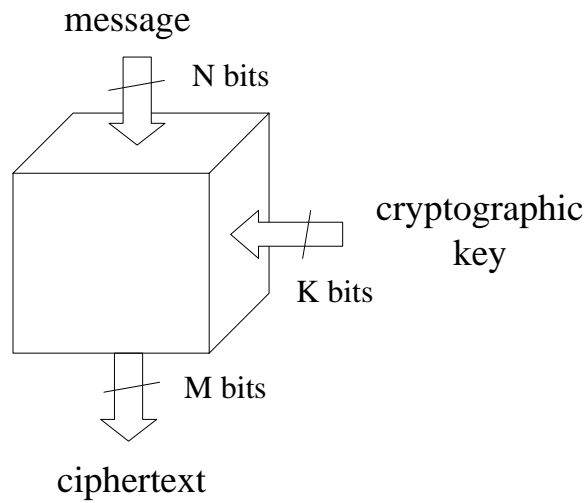 message
N bits
cryptographic
key
K bits
M bits
ciphertext